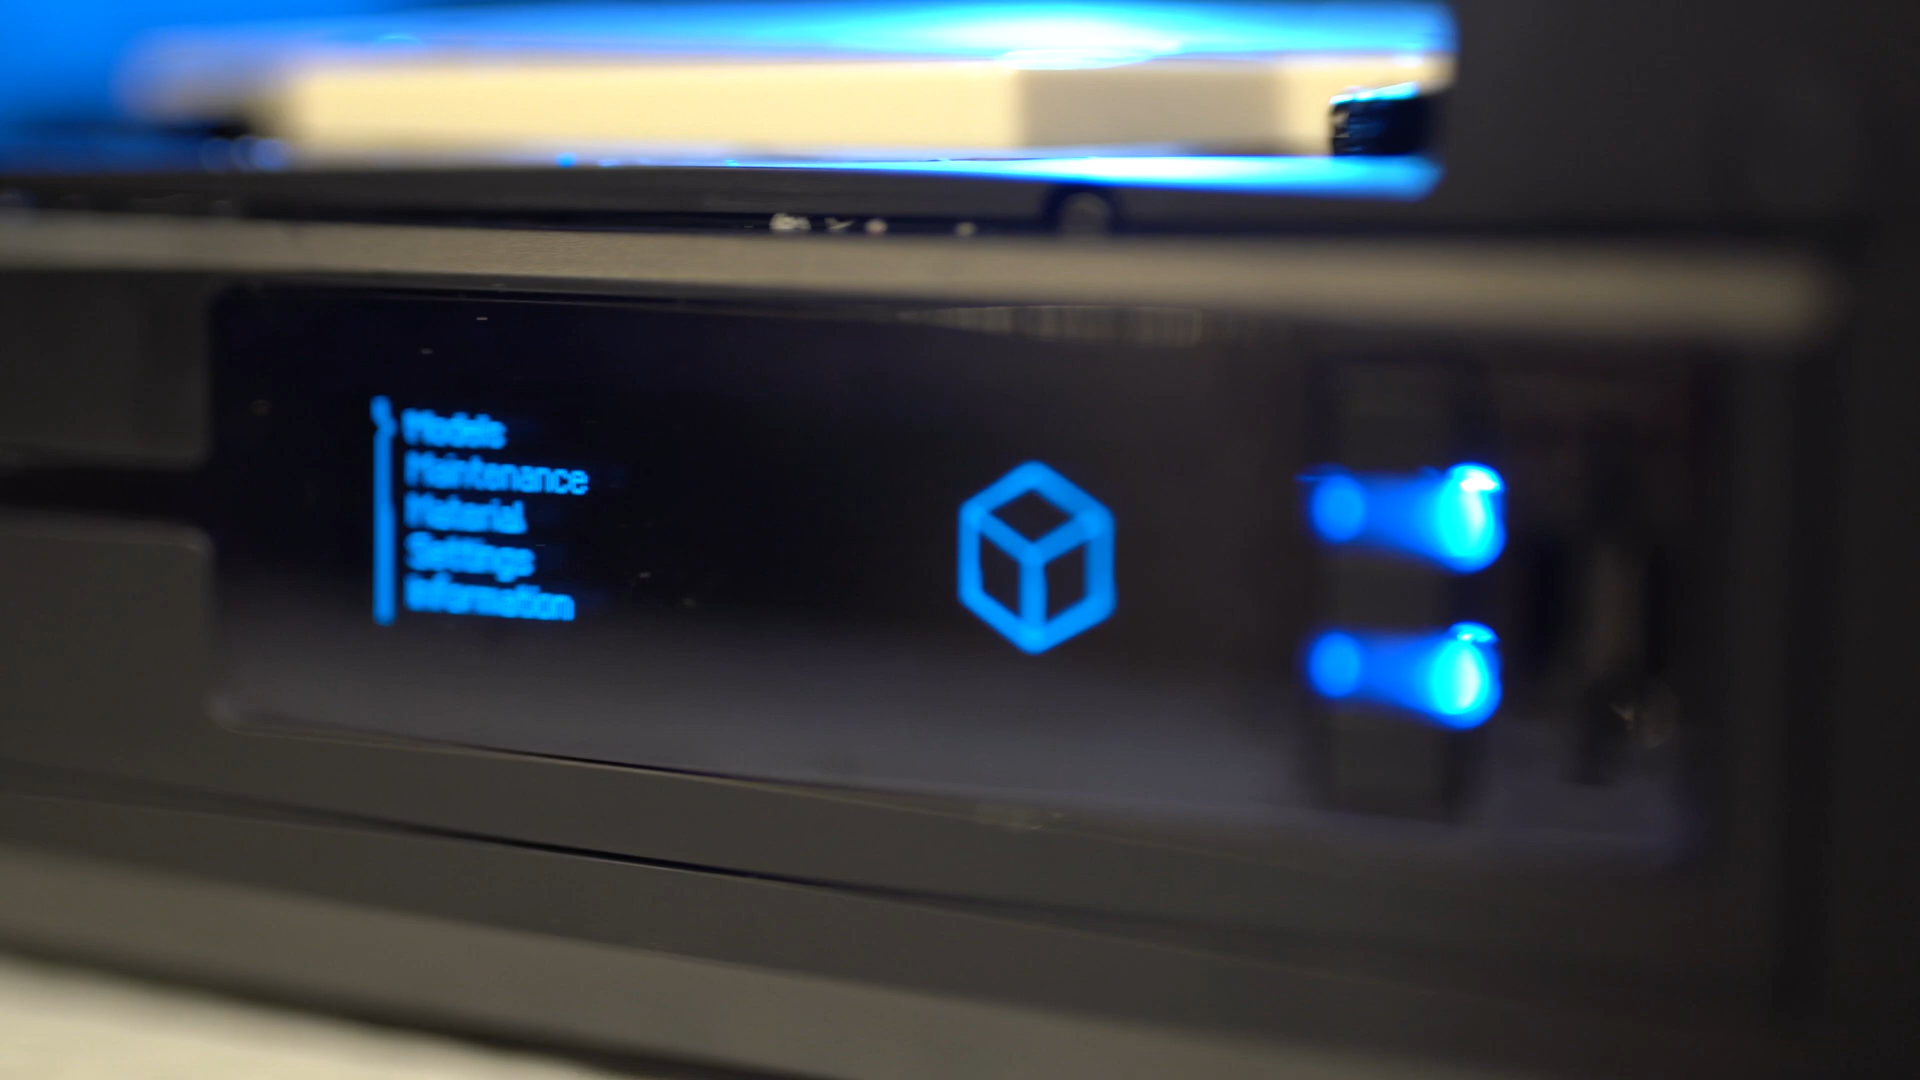 Models
Maintenance
Material
Settings
Information